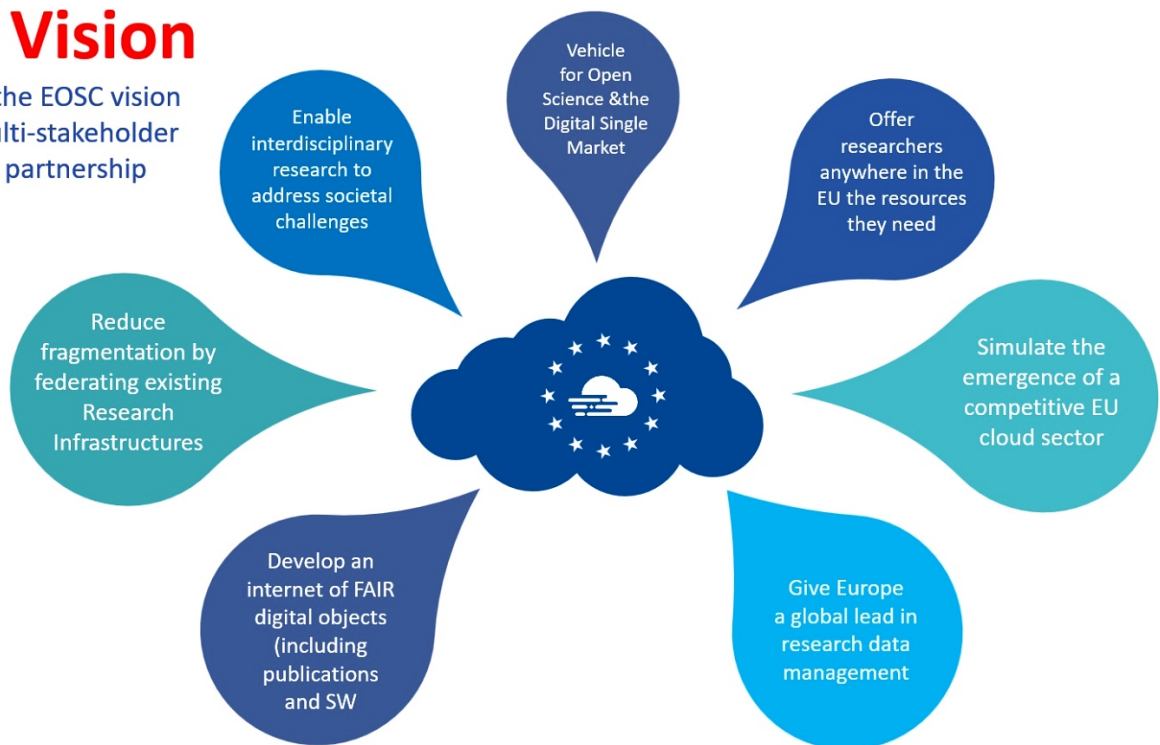 Vision
the EOSC vision
ulti-stakeholder
partnership
Vehicle
for Open
Science &the
Digital Single
Market
Enable
interdisciplinary
research to
address societal
challenges
Offer
researchers
anywhere in the
EU the resources
they need
Reduce
fragmentation by
federating existing
Research
Infrastructures
Simulate the
emergence of a
competitive EU
cloud sector
Develop an
internet of FAIR
digital objects
(including
publications
and SW
Give Europe
a global lead in
research data
management